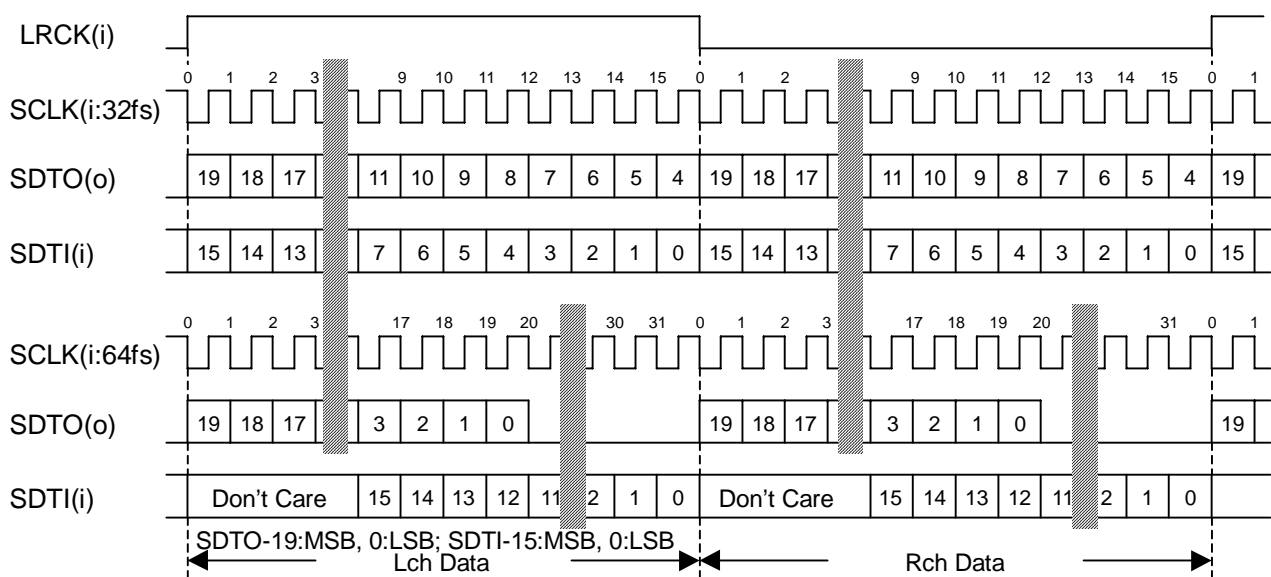 LRCK(i)
0 1 2 3 9 10 11 12 13 14 15 0 1 2 9 10 11 12 13 14 15 0 1
SCLK(i:32fs)
SDTO(o) 19 18 17 11 10 9 8 7 6 5 4 19 18 17 11 10 9 8 7 6 5 4 19
SDTI(i) 15 14 13 7 6 5 4 3 2 1 0 15 14 13 7 6 5 4 3 2 1 0 15
0 1 2 3 17 18 19 20 30 31 0 1 2 3 17 18 19 20 31 0 1
SCLK(i:64fs)
SDTO(o) 19 18 17 3 2 1 0 19 18 17 3 2 1 0 19
SDTI(i) Don't Care 15 14 13 12 11 2 1 0 Don't Care 15 14 13 12 11 2 1 0
SDTO-19:MSB, 0:LSB; SDTI-15:MSB, 0:LSB
Lch Data Rch Data